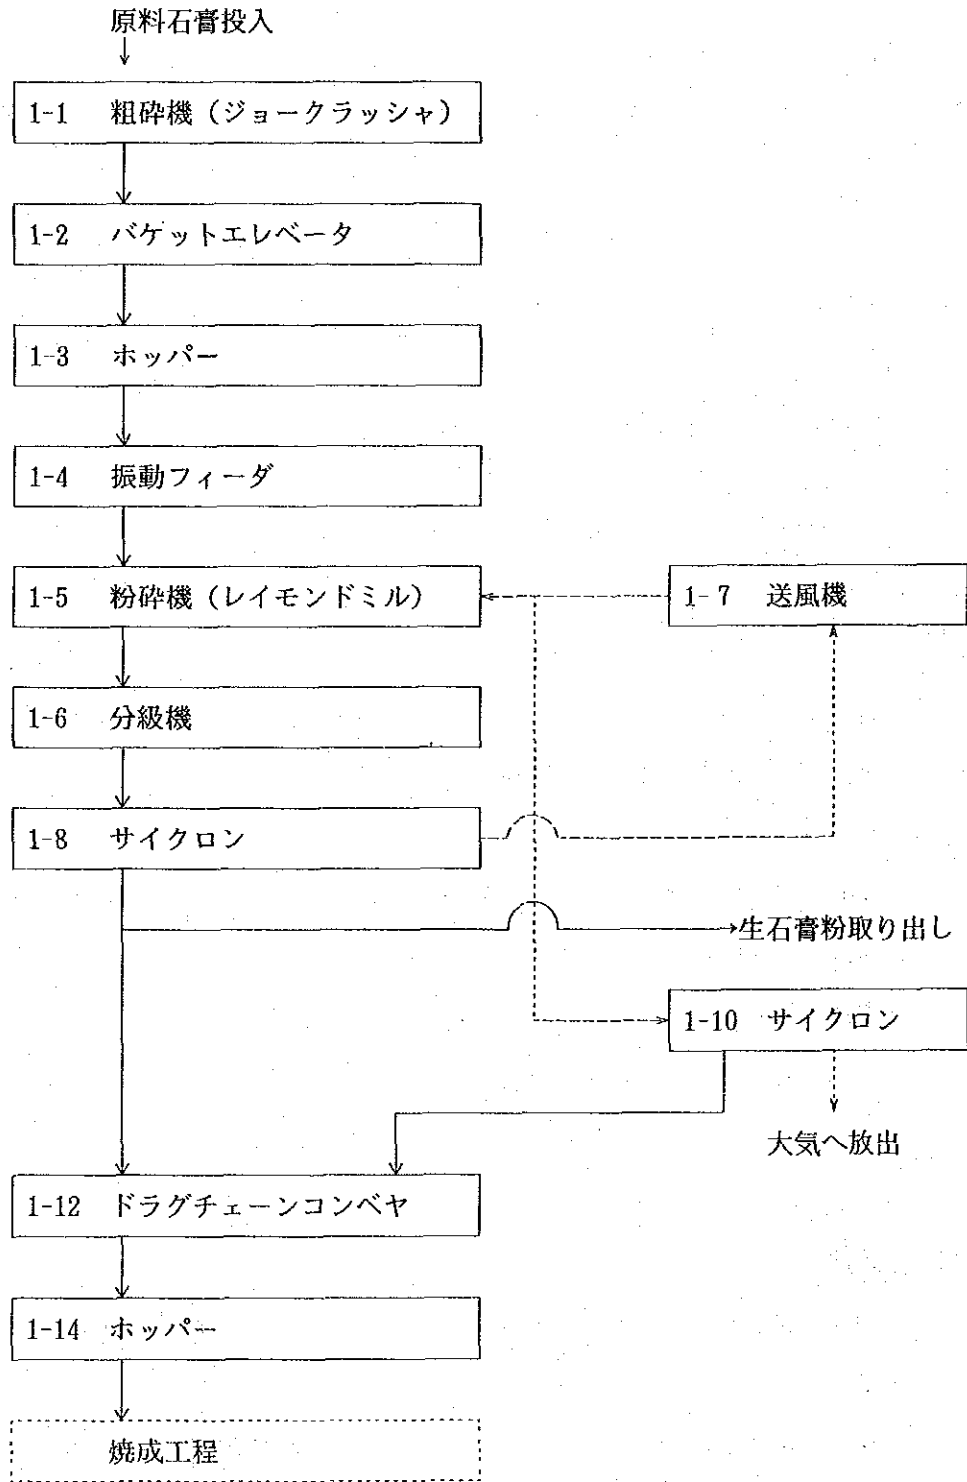 原料石膏投入
1-1 粗砕機（ジョークラッシャ）
1-2 バケットエレベータ
1-3 ホッパー
1-4 振動フィーダ
1-5 粉砕機（レイモンドミル）
1-7 送風機
1-6 分級機
1-8 サイクロン
生石膏粉取り出し
1-10 サイクロン
大気へ放出
1-12 ドラグチェーンコンベヤ
1-14 ホッパー
焼成工程